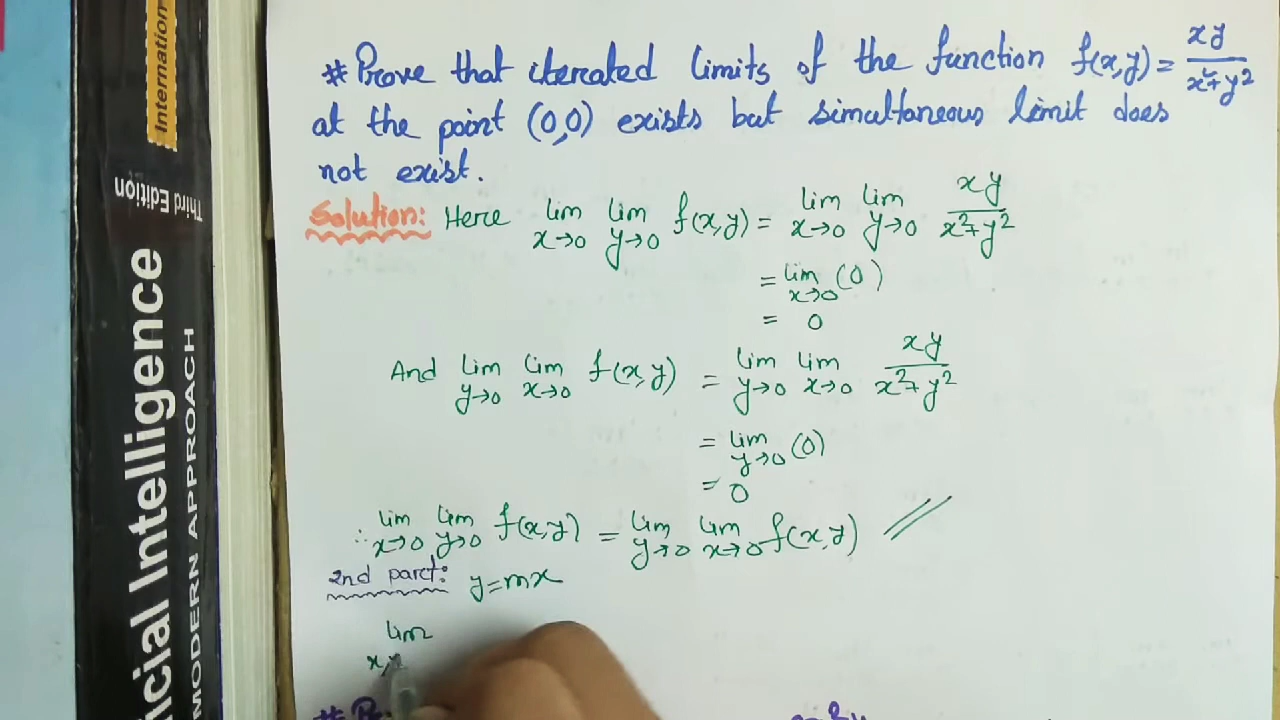 # Prove that iterated limits of the function f(x,y) = xy / x²+y²
at the point (0,0) exists but simultaneous limit does
not exist.
Solution: Here lim x→0 lim y→0 f(x,y) = lim x→0 lim y→0 xy / x²+y²
= lim x→0 (0)
= 0
And lim y→0 lim x→0 f(x,y) = lim y→0 lim x→0 xy / x²+y²
= lim y→0 (0)
= 0
∴ lim x→0 lim y→0 f(x,y) = lim y→0 lim x→0 f(x,y) //
2nd part: y=mx
lim
x,
International
Third Edition
cial Intelligence
MODERN APPROACH